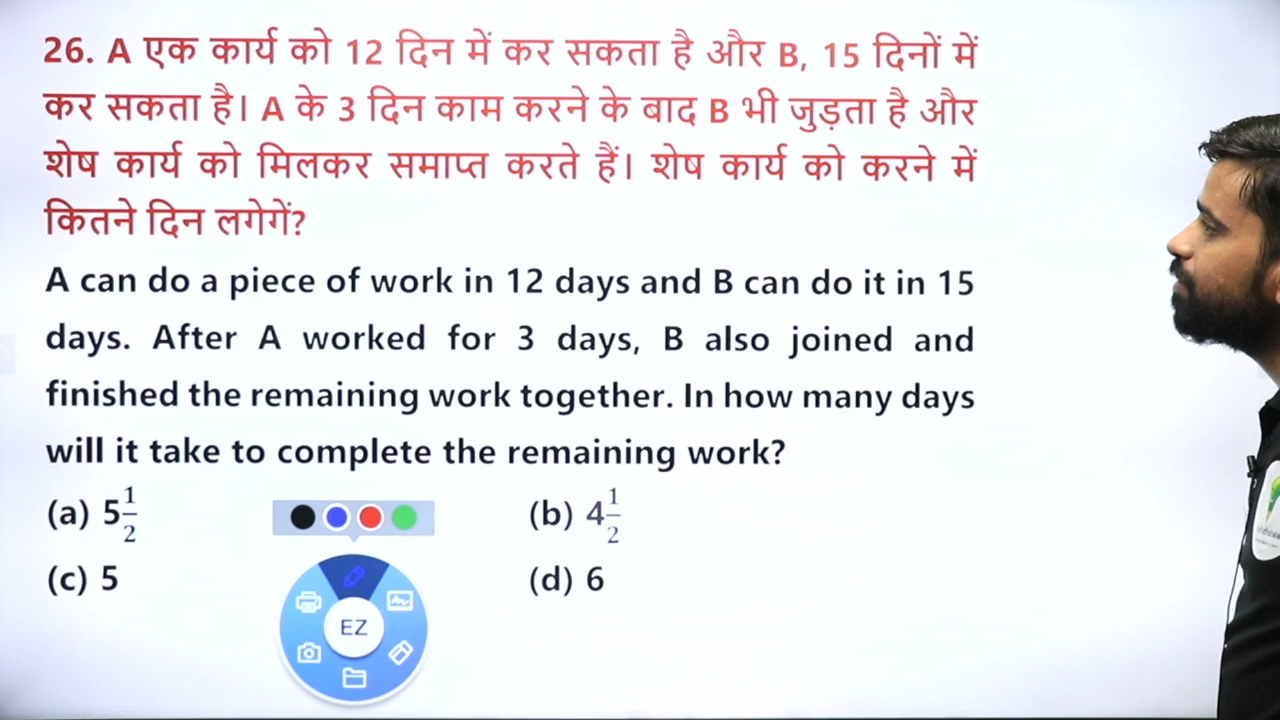 26. A एक कार्य को 12 दिन में कर सकता है और B, 15 दिनों में
कर सकता है। A के 3 दिन काम करने के बाद B भी जुड़ता है और
शेष कार्य को मिलकर समाप्त करते हैं। शेष कार्य को करने में
कितने दिन लगेगें?
A can do a piece of work in 12 days and B can do it in 15
days. After A worked for 3 days, B also joined and
finished the remaining work together. In how many days
will it take to complete the remaining work?
(a) 5 1/2 (b) 4 1/2
(c) 5 (d) 6
EZ